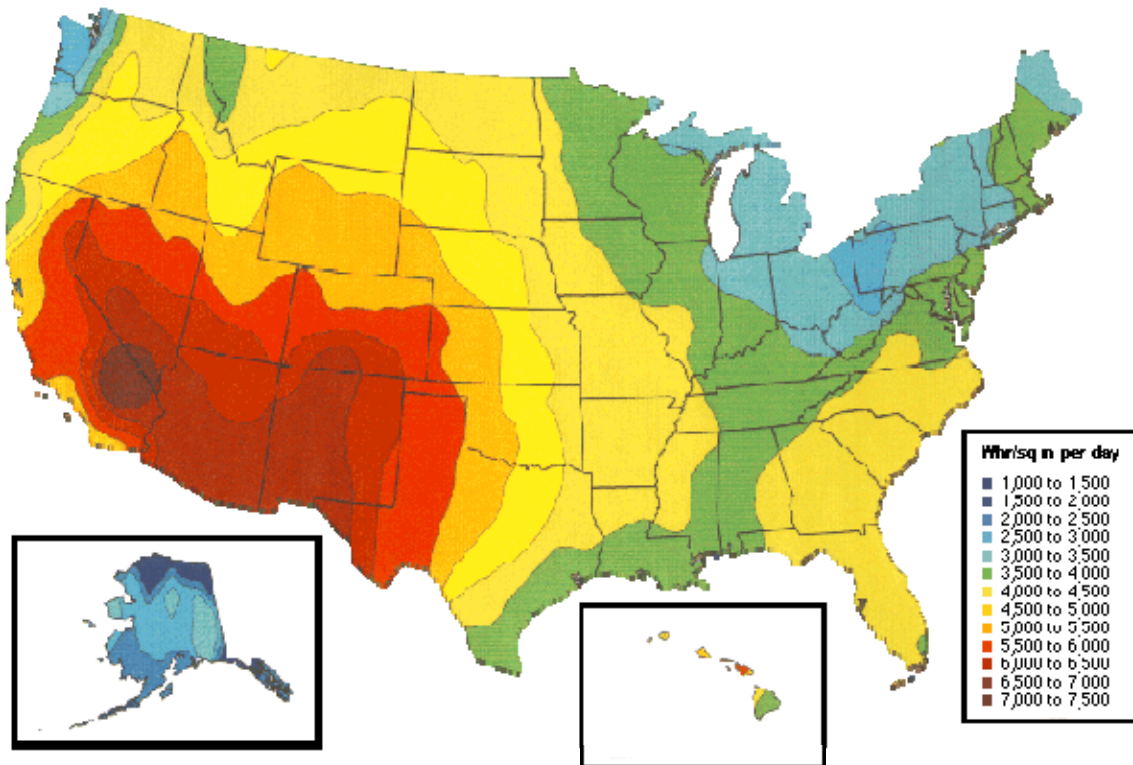 Whr/sq m per day
1,000 to 1,500
1,500 to 2,000
2,000 to 2,500
2,500 to 3,000
3,000 to 3,500
3,500 to 4,000
4,000 to 4,500
4,500 to 5,000
5,000 to 5,500
5,500 to 6,000
6,000 to 6,500
6,500 to 7,000
7,000 to 7,500